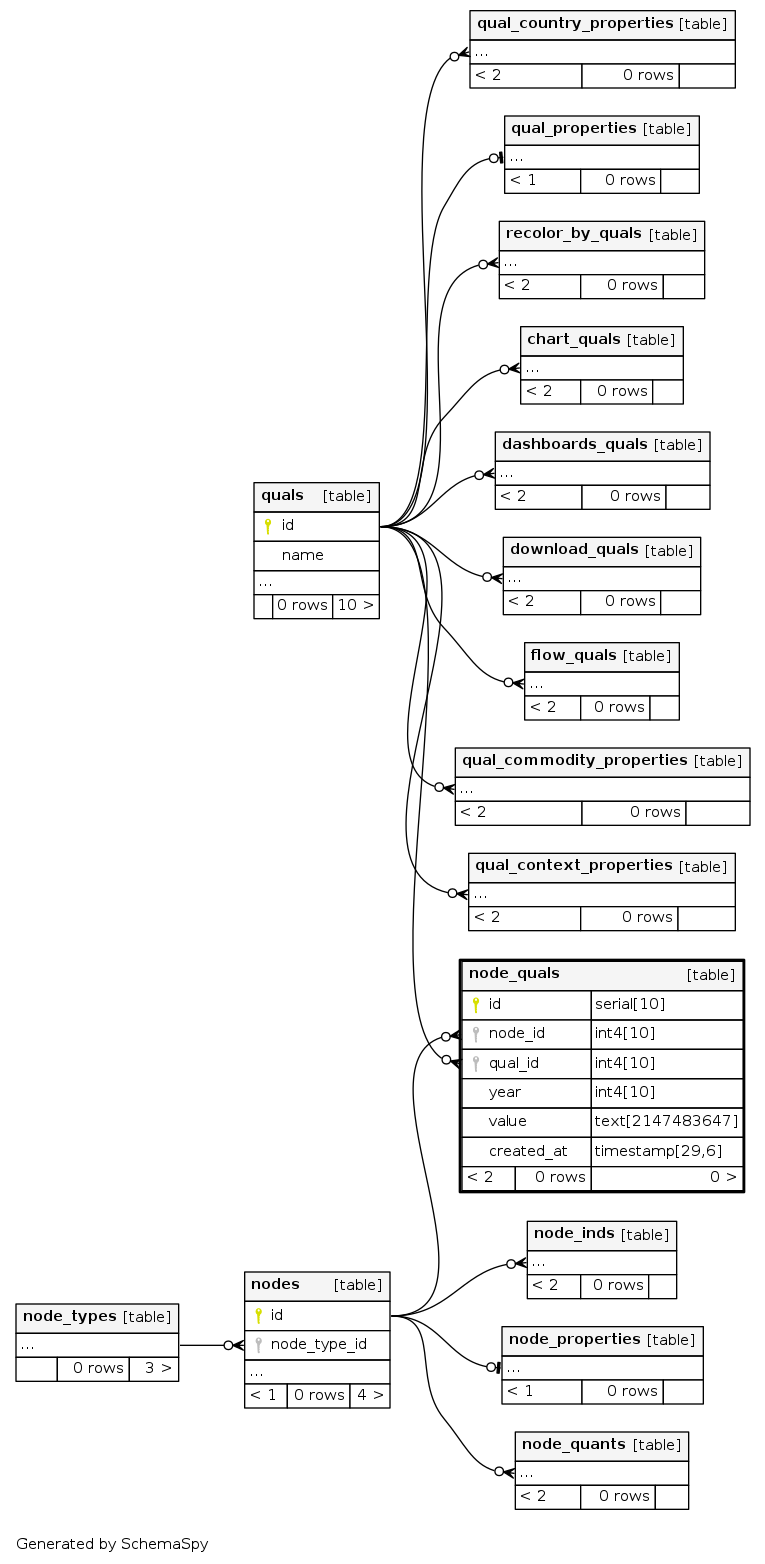 qual_country_properties [table]
...
< 2 0 rows
qual_properties [table]
...
< 1 0 rows
recolor_by_quals [table]
...
< 2 0 rows
chart_quals [table]
...
< 2 0 rows
dashboards_quals [table]
...
< 2 0 rows
quals [table]
id
name
...
0 rows 10 >
download_quals [table]
...
< 2 0 rows
flow_quals [table]
...
< 2 0 rows
qual_commodity_properties [table]
...
< 2 0 rows
qual_context_properties [table]
...
< 2 0 rows
node_quals [table]
id serial[10]
node_id int4[10]
qual_id int4[10]
year int4[10]
value text[2147483647]
created_at timestamp[29,6]
< 2 0 rows 0 >
node_inds [table]
...
< 2 0 rows
nodes [table]
id
node_type_id
...
< 1 0 rows 4 >
node_types [table]
...
0 rows 3 >
node_properties [table]
...
< 1 0 rows
node_quants [table]
...
< 2 0 rows
Generated by SchemaSpy